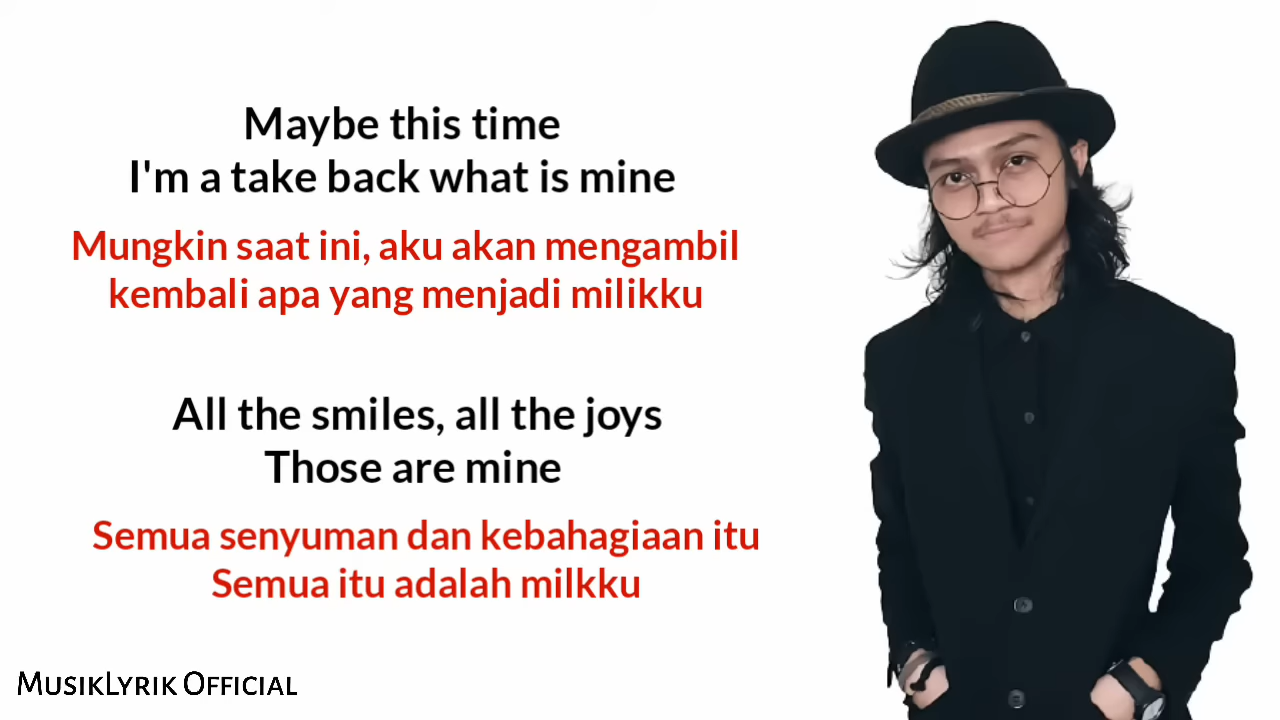 Maybe this time
I'm a take back what is mine
Mungkin saat ini, aku akan mengambil
kembali apa yang menjadi milikku
All the smiles, all the joys
Those are mine
Semua senyuman dan kebahagiaan itu
Semua itu adalah milkku
MUSIKLYRIK OFFICIAL